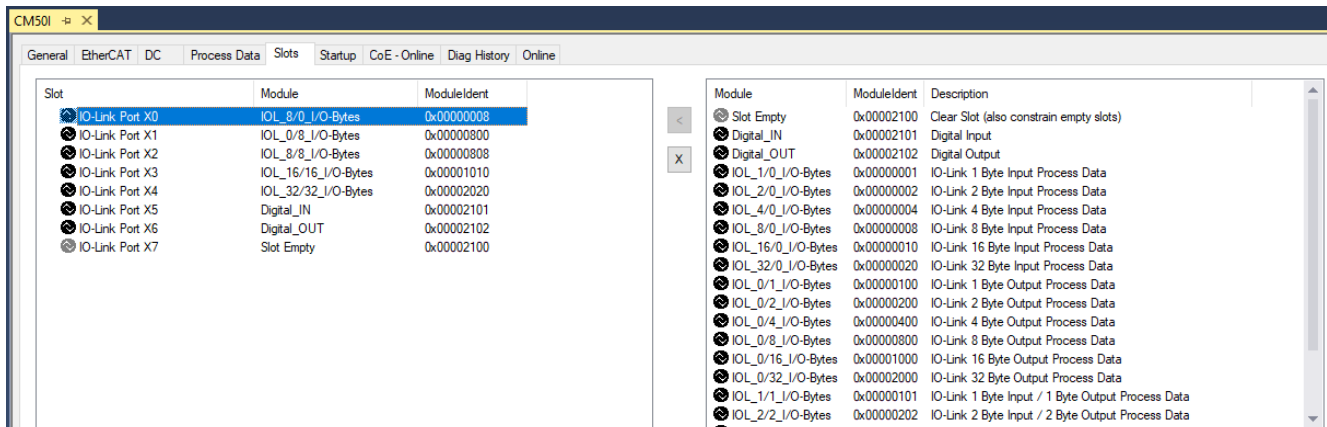 CM50I
General EtherCAT DC Process Data Slots Startup CoE - Online Diag History Online
Slot Module ModuleIdent
IO-Link Port X0 IOL_8/0_I/O-Bytes 0x00000008
IO-Link Port X1 IOL_0/8_I/O-Bytes 0x00000800
IO-Link Port X2 IOL_8/8_I/O-Bytes 0x00000808
IO-Link Port X3 IOL_16/16_I/O-Bytes 0x00001010
IO-Link Port X4 IOL_32/32_I/O-Bytes 0x00002020
IO-Link Port X5 Digital_IN 0x00002101
IO-Link Port X6 Digital_OUT 0x00002102
IO-Link Port X7 Slot Empty 0x00002100
<
X
Module ModuleIdent Description
Slot Empty 0x00002100 Clear Slot (also constrain empty slots)
Digital_IN 0x00002101 Digital Input
Digital_OUT 0x00002102 Digital Output
IOL_1/0_I/O-Bytes 0x00000001 IO-Link 1 Byte Input Process Data
IOL_2/0_I/O-Bytes 0x00000002 IO-Link 2 Byte Input Process Data
IOL_4/0_I/O-Bytes 0x00000004 IO-Link 4 Byte Input Process Data
IOL_8/0_I/O-Bytes 0x00000008 IO-Link 8 Byte Input Process Data
IOL_16/0_I/O-Bytes 0x00000010 IO-Link 16 Byte Input Process Data
IOL_32/0_I/O-Bytes 0x00000020 IO-Link 32 Byte Input Process Data
IOL_0/1_I/O-Bytes 0x00000100 IO-Link 1 Byte Output Process Data
IOL_0/2_I/O-Bytes 0x00000200 IO-Link 2 Byte Output Process Data
IOL_0/4_I/O-Bytes 0x00000400 IO-Link 4 Byte Output Process Data
IOL_0/8_I/O-Bytes 0x00000800 IO-Link 8 Byte Output Process Data
IOL_0/16_I/O-Bytes 0x00001000 IO-Link 16 Byte Output Process Data
IOL_0/32_I/O-Bytes 0x00002000 IO-Link 32 Byte Output Process Data
IOL_1/1_I/O-Bytes 0x00000101 IO-Link 1 Byte Input / 1 Byte Output Process Data
IOL_2/2_I/O-Bytes 0x00000202 IO-Link 2 Byte Input / 2 Byte Output Process Data